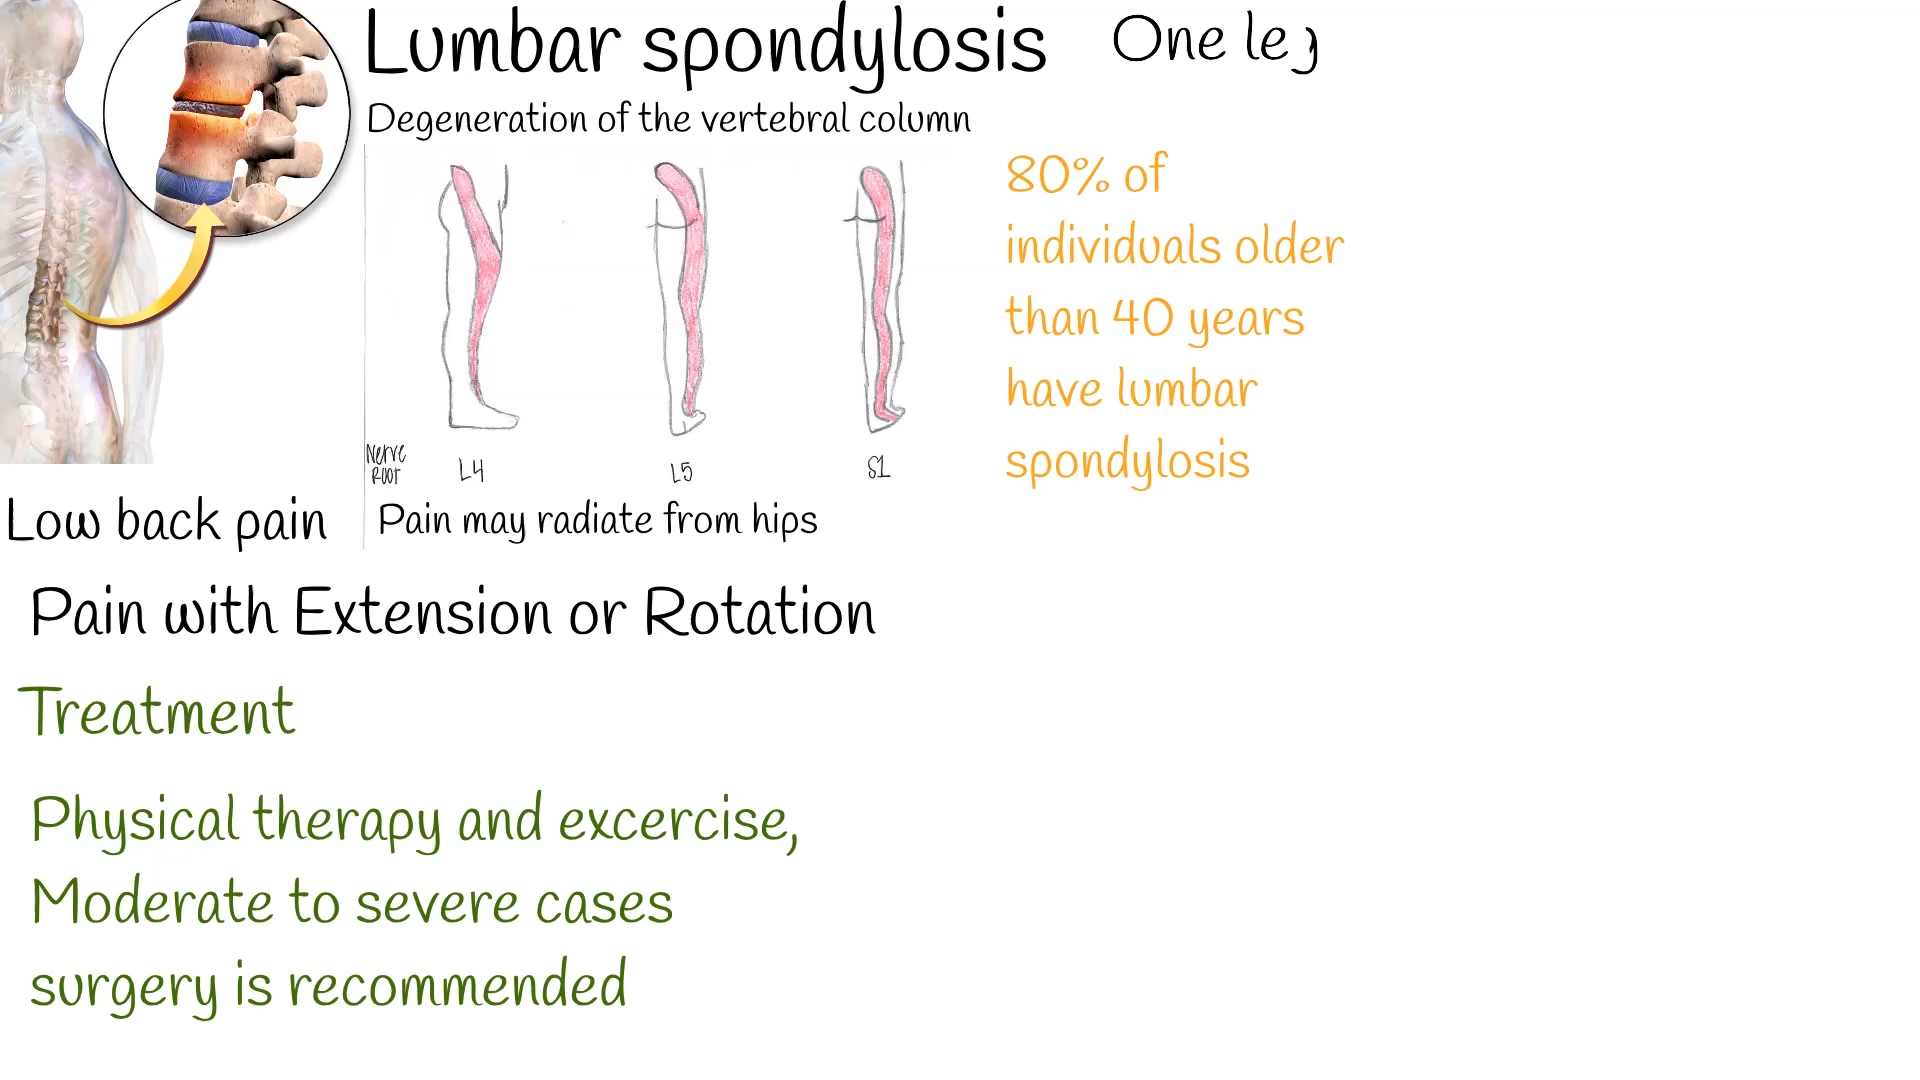 Lumbar spondylosis
Degeneration of the vertebral column
Nerve
Root
L4
L5
S1
Low back pain
Pain may radiate from hips
Pain with Extension or Rotation
Treatment
Physical therapy and excercise,
Moderate to severe cases
surgery is recommended
One
80% of
individuals older
than 40 years
have lumbar
spondylosis